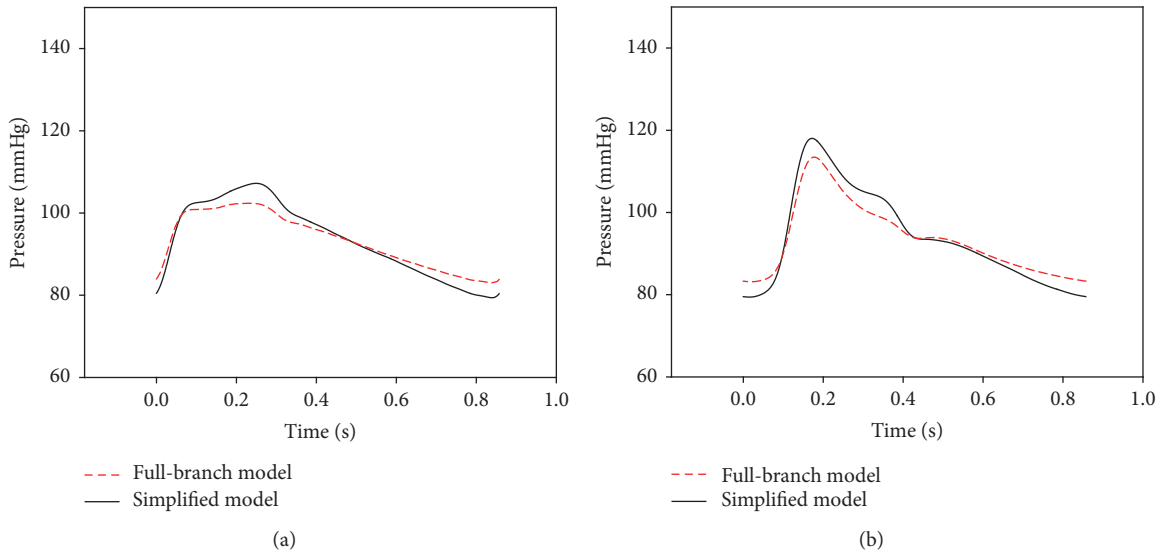 140
120
100
80
60
Pressure (mmHg)
0.0 0.2 0.4 0.6 0.8 1.0
Time (s)
Full-branch model
Simplified model
(a)
140
120
100
80
60
Pressure (mmHg)
0.0 0.2 0.4 0.6 0.8 1.0
Time (s)
Full-branch model
Simplified model
(b)